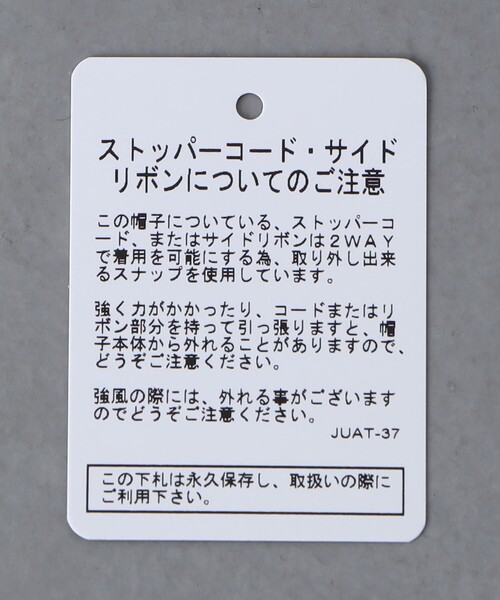 ストッパーコード・サイド
リボンについてのご注意
この帽子についている、ストッパーコ
ード、またはサイドリボンは2WAY
で着用を可能にする為、取り外し出来
るスナップを使用しています。
強く力がかかったり、コードまたはリ
ボン部分を持って引っ張りますと、帽
子本体から外れることがありますので、
どうぞご注意ください。
強風の際には、外れる事がございます
のでどうぞご注意ください。
JUAT-37
この下札は永久保存し、取扱いの際に
ご利用下さい。